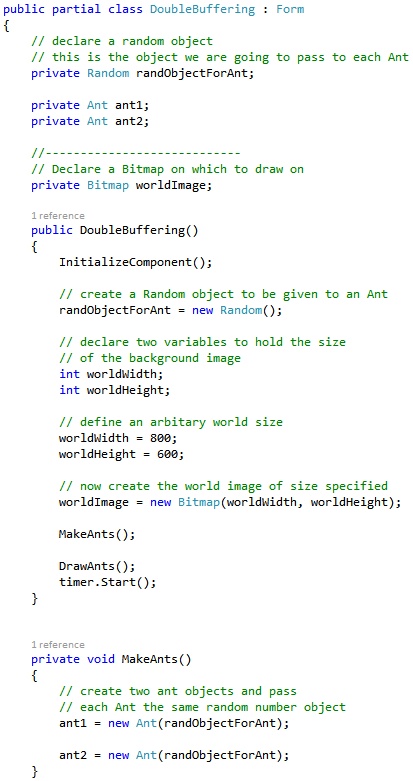 public partial class DoubleBuffering : Form
{
// declare a random object
// this is the object we are going to pass to each Ant
private Random randObjectForAnt;
private Ant ant1;
private Ant ant2;
//----------------------------
// Declare a Bitmap on which to draw on
private Bitmap worldImage;
1 reference
public DoubleBuffering()
{
InitializeComponent();
// create a Random object to be given to an Ant
randObjectForAnt = new Random();
// declare two variables to hold the size
// of the background image
int worldWidth;
int worldHeight;
// define an arbitary world size
worldWidth = 800;
worldHeight = 600;
// now create the world image of size specified
worldImage = new Bitmap(worldWidth, worldHeight);
MakeAnts();
DrawAnts();
timer.Start();
}
1 reference
private void MakeAnts()
{
// create two ant objects and pass
// each Ant the same random number object
ant1 = new Ant(randObjectForAnt);
ant2 = new Ant(randObjectForAnt);
}